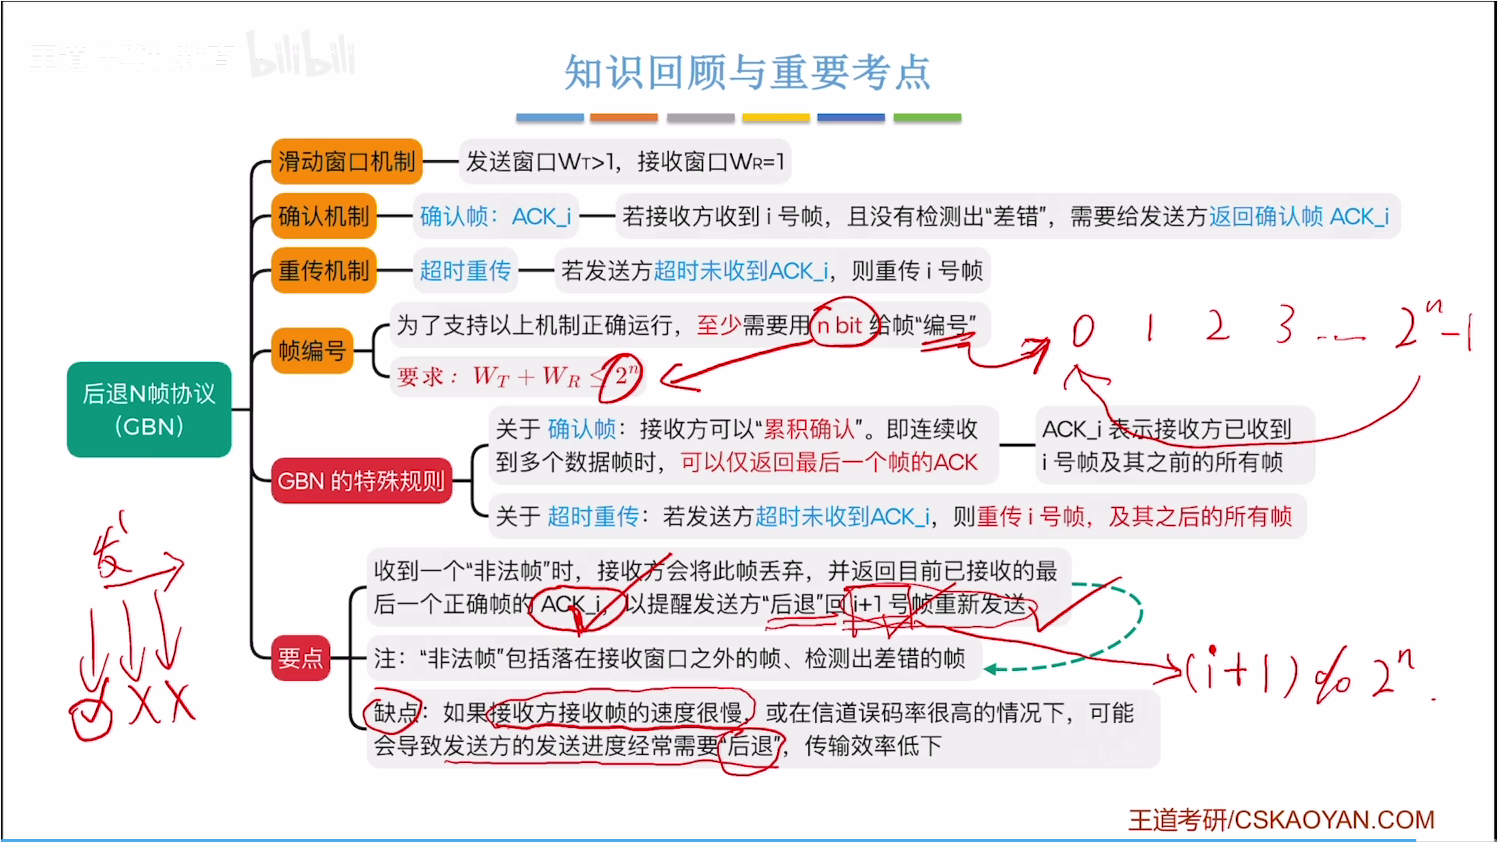 bilibili
知识回顾与重要考点
滑动窗口机制
发送窗口WT>1，接收窗口WR=1
确认机制
确认帧：ACK_i
若接收方收到 i 号帧，且没有检测出“差错”，需要给发送方返回确认帧 ACK_i
重传机制
超时重传
若发送方超时未收到ACK_i，则重传 i 号帧
帧编号
为了支持以上机制正确运行，至少需要用 n bit 给帧“编号”
要求：W_T + W_R ≤ 2^n
0 1 2 3 ... 2^n-1
后退N帧协议
（GBN）
GBN 的特殊规则
关于 确认帧：接收方可以“累积确认”。即连续收
到多个数据帧时，可以仅返回最后一个帧的ACK
ACK_i 表示接收方已收到
i 号帧及其之前的所有帧
关于 超时重传：若发送方超时未收到ACK_i，则重传 i 号帧，及其之后的所有帧
发
要点
收到一个“非法帧”时，接收方会将此帧丢弃，并返回目前已接收的最
后一个正确帧的 ACK_i，以提醒发送方“后退”回 i+1 号帧重新发送
注：“非法帧”包括落在接收窗口之外的帧、检测出差错的帧
(i+1) % 2^n
缺点：如果接收方接收帧的速度很慢，或在信道误码率很高的情况下，可能
会导致发送方的发送进度经常需要“后退”，传输效率低下
王道考研/CSKAOYAN.COM